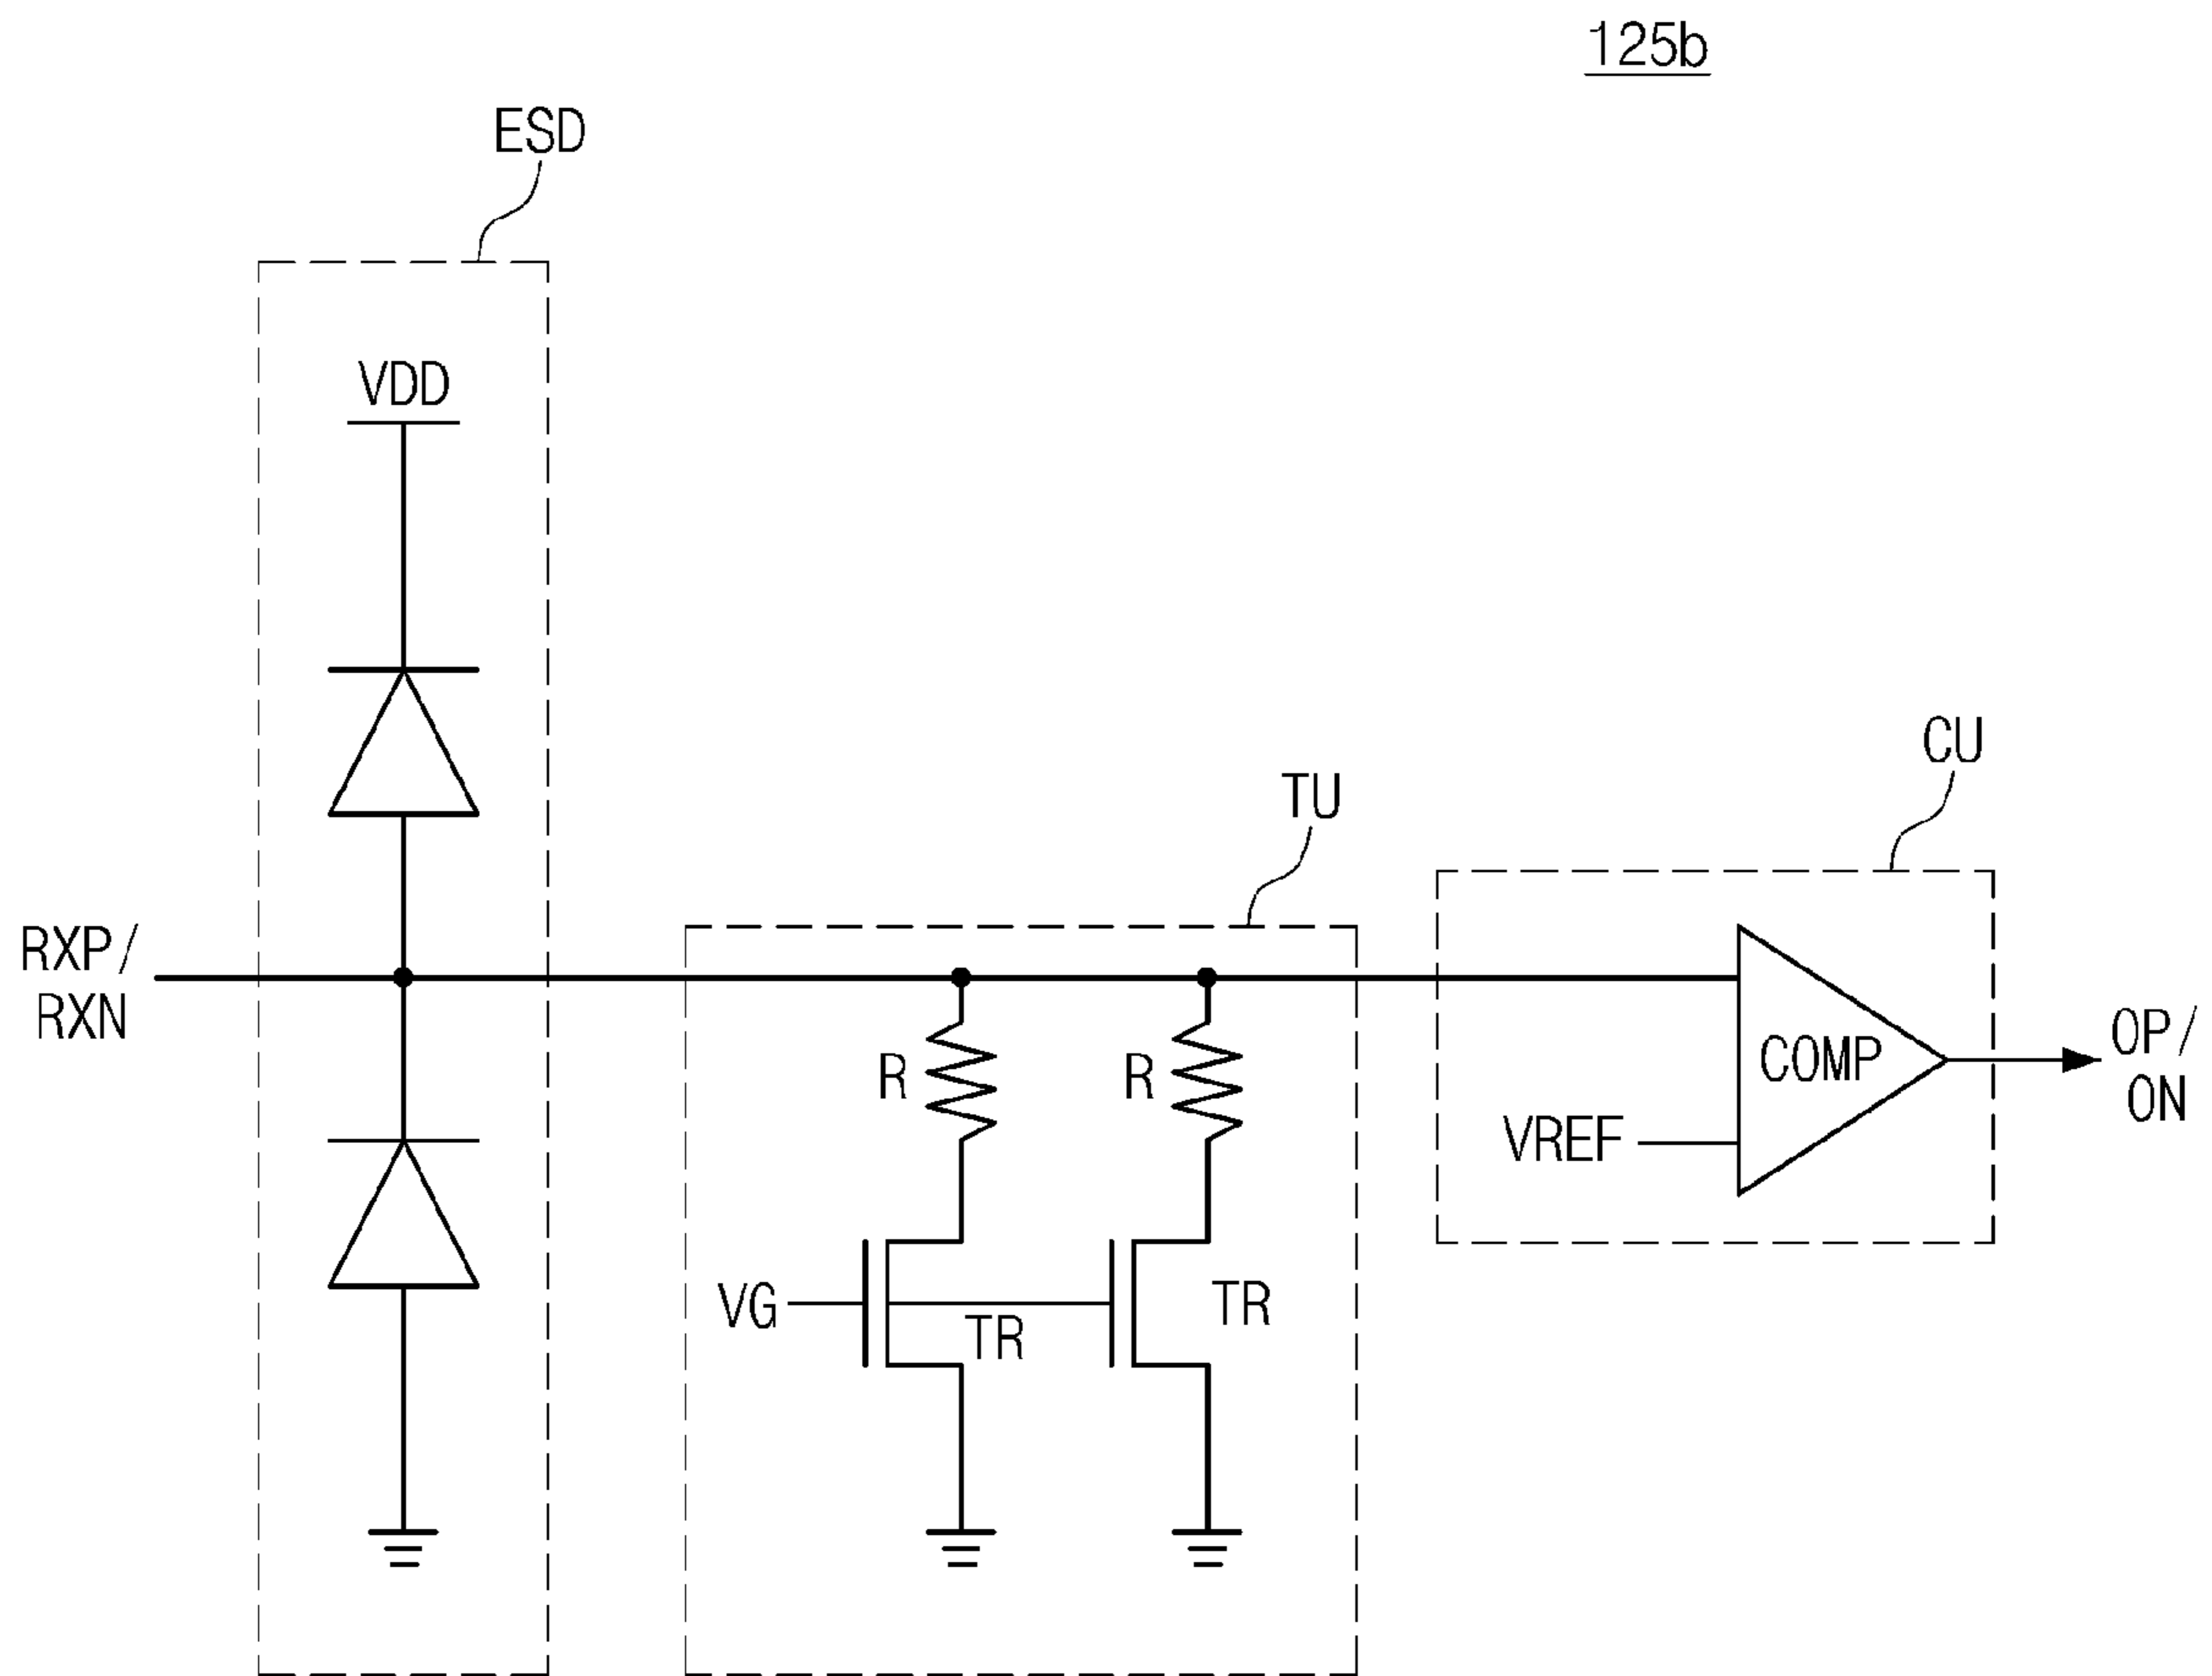 125b
ESD
VDD
CU
TU
RXP/
RXN
R
R
COMP
OP/
ON
VREF
VG
TR
TR